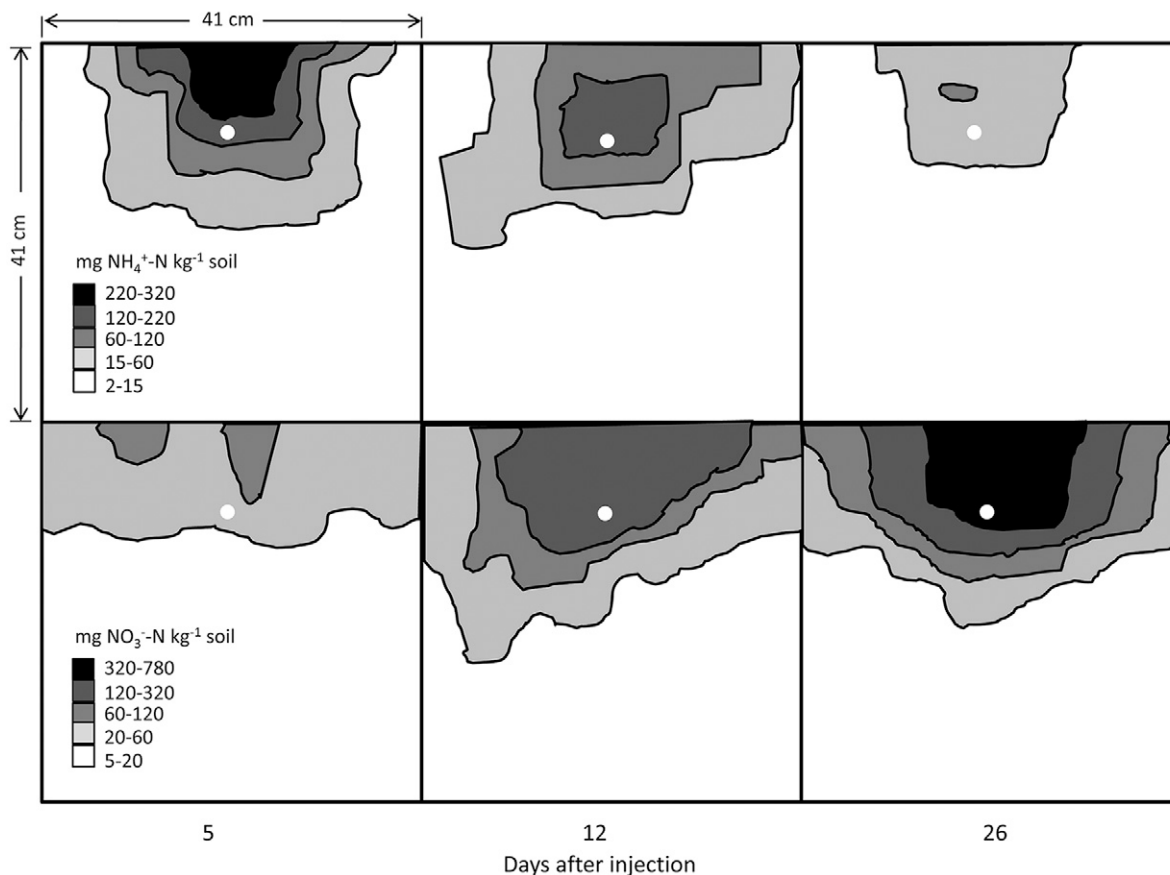 41 cm
41 cm
mg NH₄⁺-N kg⁻¹ soil
220-320
120-220
60-120
15-60
2-15
mg NO₃⁻-N kg⁻¹ soil
320-780
120-320
60-120
20-60
5-20
5 12 26
Days after injection